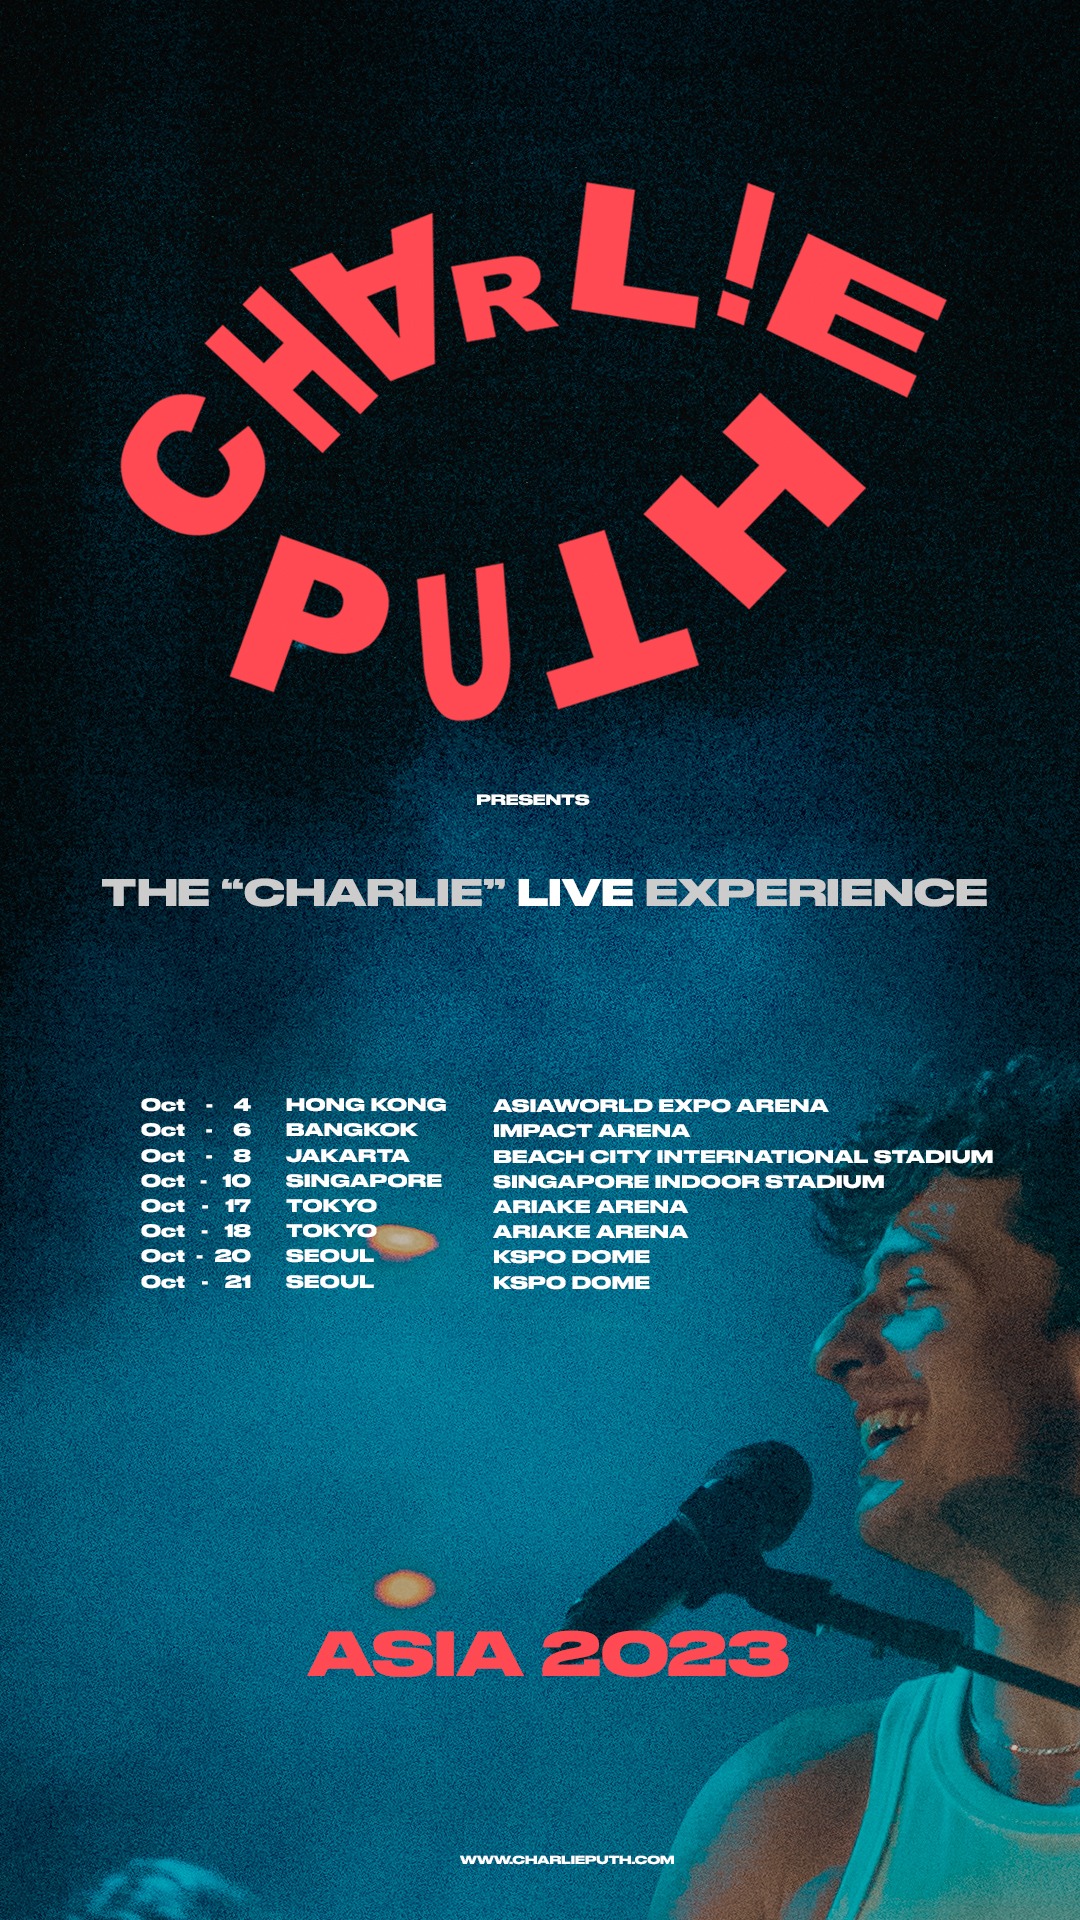 CHARL!E
PUTH
PRESENTS
THE “CHARLIE” LIVE EXPERIENCE
Oct - 4 HONG KONG ASIAWORLD EXPO ARENA
Oct - 6 BANGKOK IMPACT ARENA
Oct - 8 JAKARTA BEACH CITY INTERNATIONAL STADIUM
Oct - 10 SINGAPORE SINGAPORE INDOOR STADIUM
Oct - 17 TOKYO ARIAKE ARENA
Oct - 18 TOKYO ARIAKE ARENA
Oct - 20 SEOUL KSPO DOME
Oct - 21 SEOUL KSPO DOME
ASIA 2023
WWW.CHARLIEPUTH.COM